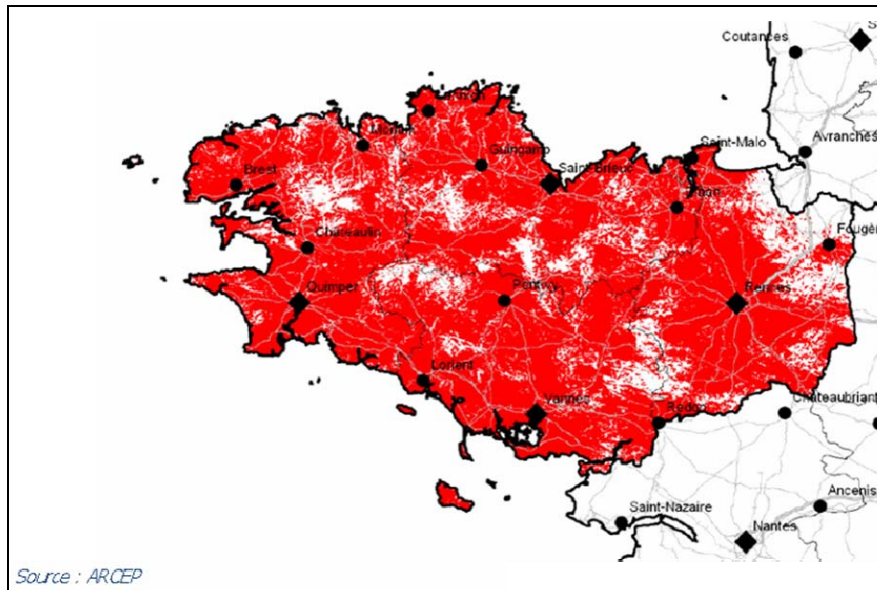 S
Coutances
Avranches
Saint-Malo
Guingamp
Saint-Brieuc
Brest
Fougè
Châteaulin
Quimper
Pontivy
Rennes
Lorient
Vannes
Redon
Châteaubriant
Ancenis
Saint-Nazaire
Nantes
Source : ARCEP